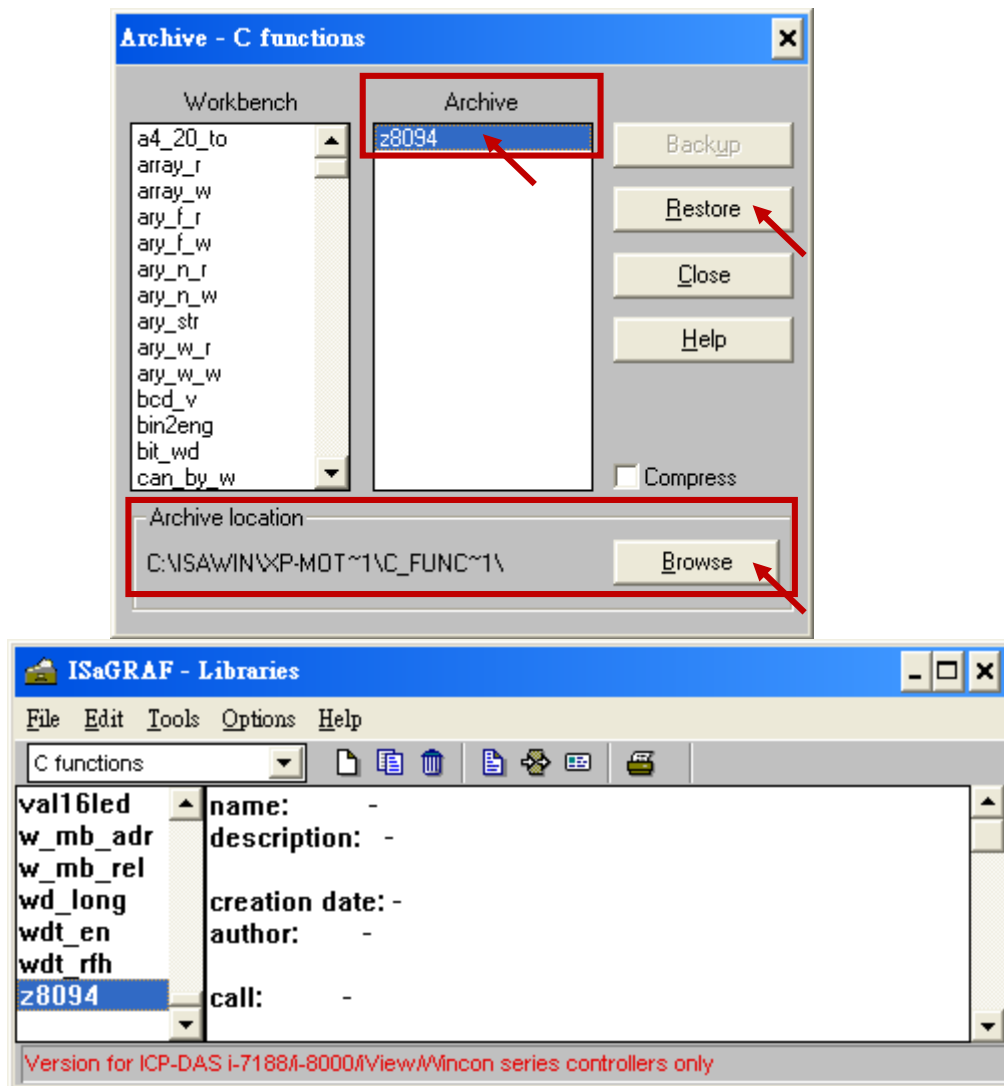 Archive - C functions
Workbench
Archive
a4_20_to
array_r
array_w
ary_f_r
ary_f_w
ary_n_r
ary_n_w
ary_str
ary_w_r
ary_w_w
bcd_v
bin2eng
bit_wd
can_by_w
z8094
Backup
Restore
Close
Help
Compress
Archive location
C:\ISAWIN\XP-MOT~1\C_FUNC~1\
Browse
ISaGRAF - Libraries
File Edit Tools Options Help
C functions
val16led
w_mb_adr
w_mb_rel
wd_long
wdt_en
wdt_rfh
z8094
name: -
description: -
creation date: -
author: -
call: -
Version for ICP-DAS i-7188/i-8000/iView/Wincon series controllers only